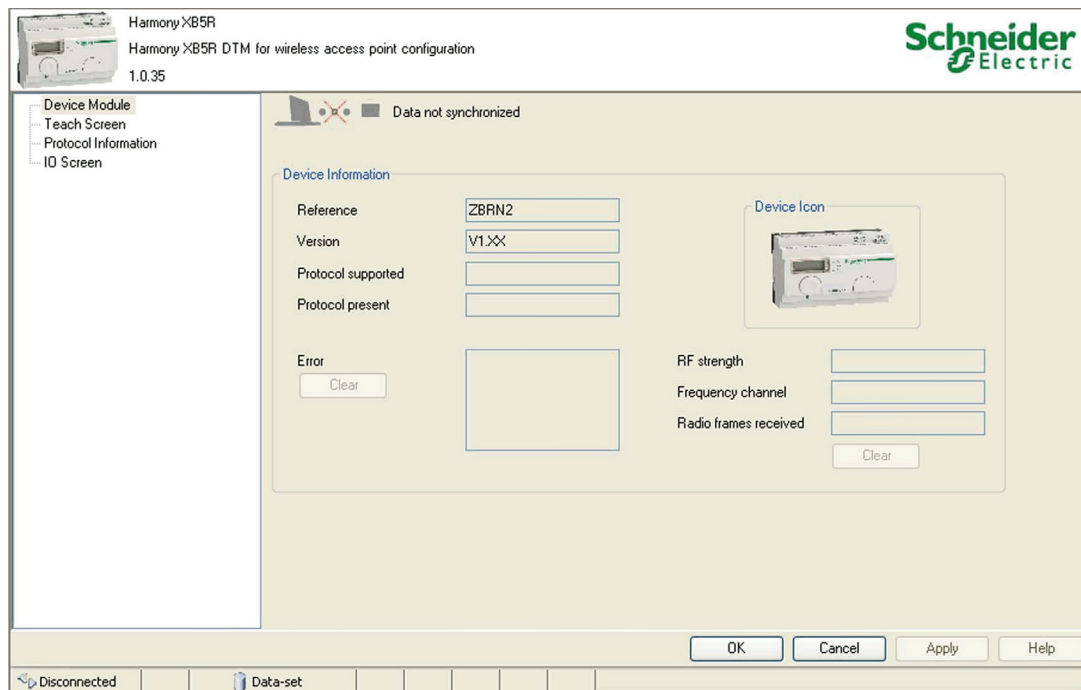 Harmony XB5R
Harmony XB5R DTM for wireless access point configuration
1.0.35
Schneider
Electric
Device Module
Teach Screen
Protocol Information
IO Screen
Data not synchronized
Device Information
Reference ZBRN2
Version V1.XX
Protocol supported
Protocol present
Device Icon
Error
Clear
RF strength
Frequency channel
Radio frames received
Clear
OK Cancel Apply Help
Disconnected Data-set